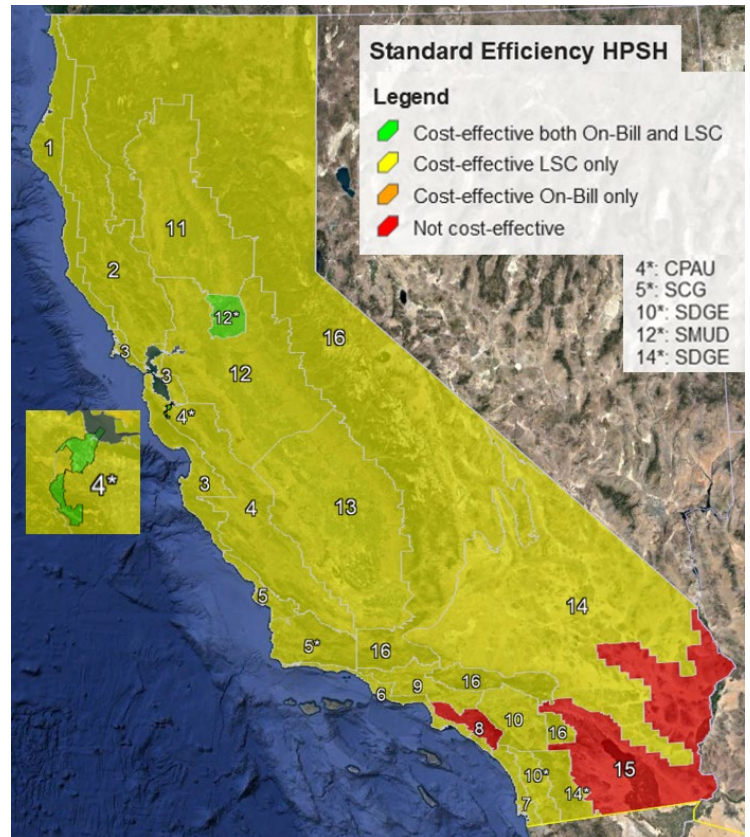 Standard Efficiency HPSH
Legend
Cost-effective both On-Bill and LSC
Cost-effective LSC only
Cost-effective On-Bill only
Not cost-effective
4*: CPAU
5*: SCG
10*: SDGE
12*: SMUD
14*: SDGE
1
11
2
12*
16
3
3
12
4*
4*
3
4
13
5
14
5*
16
16
6
9
8
10
16
15
10*
14*
7